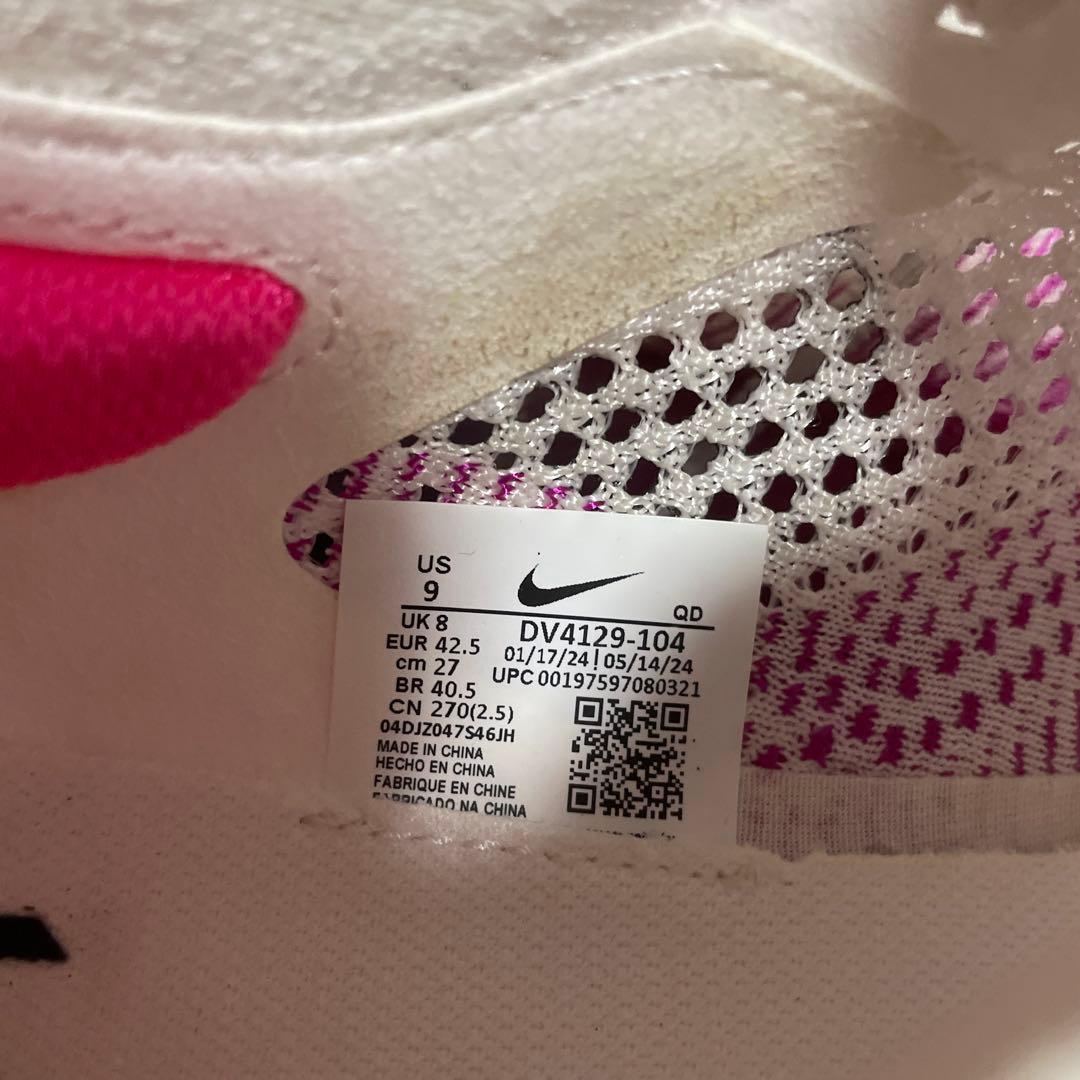 US
9
QD
UK 8
EUR 42.5
cm 27
BR 40.5
CN 270(2.5)
DV4129-104
01/17/24|05/14/24
UPC 00197597080321
04DJZ047S46JH
MADE IN CHINA
HECHO EN CHINA
FABRIQUE EN CHINE
FABRICADO NA CHINA